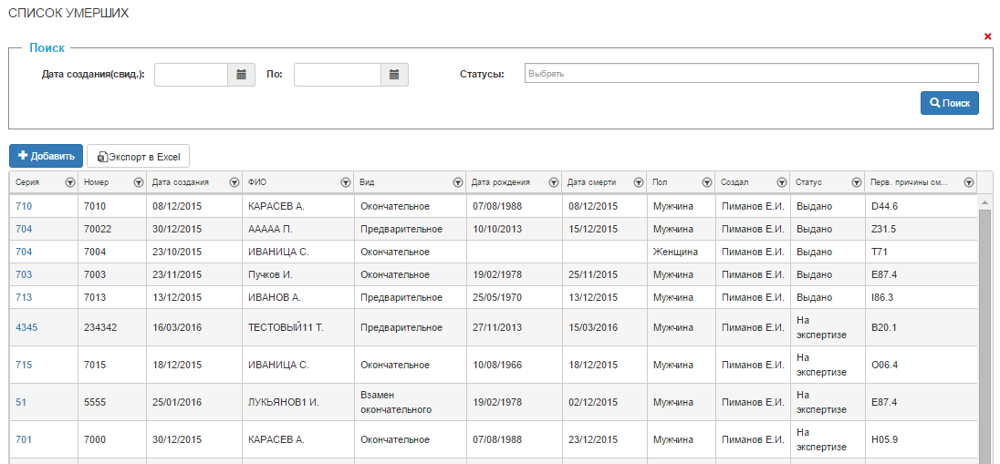 СПИСОК УМЕРШИХ
Поиск
Дата создания(свид.): По: Статусы: Выбрать
Поиск
Добавить Экспорт в Excel
Серия Номер Дата создания ФИО Вид Дата рождения Дата смерти Пол Создал Статус Перв. причины см...
710 7010 08/12/2015 КАРАСЕВ А. Окончательное 07/08/1988 08/12/2015 Мужчина Пиманов Е.И. Выдано D44.6
704 70022 30/12/2015 ААААА П. Предварительное 10/10/2013 15/12/2015 Мужчина Пиманов Е.И. Выдано Z31.5
704 7004 23/10/2015 ИВАНИЦА С. Окончательное Женщина Пиманов Е.И. Выдано T71
703 7003 23/11/2015 Пучков И. Окончательное 19/02/1978 25/11/2015 Мужчина Пиманов Е.И. Выдано E87.4
713 7013 13/12/2015 ИВАНОВ А. Предварительное 25/05/1970 13/12/2015 Мужчина Пиманов Е.И. Выдано I86.3
4345 234342 16/03/2016 ТЕСТОВЫЙ11 Т. Предварительное 27/11/2013 15/03/2016 Мужчина Пиманов Е.И. На экспертизе B20.1
715 7015 18/12/2015 ИВАНИЦА С. Окончательное 10/08/1966 18/12/2015 Мужчина Пиманов Е.И. На экспертизе O06.4
51 5555 25/01/2016 ЛУКЬЯНОВ1 И. Взамен окончательного 19/02/1978 02/12/2015 Мужчина Пиманов Е.И. На экспертизе E87.4
701 7000 30/12/2015 КАРАСЕВ А. Окончательное 07/08/1988 23/12/2015 Мужчина Пиманов Е.И. На экспертизе H05.9